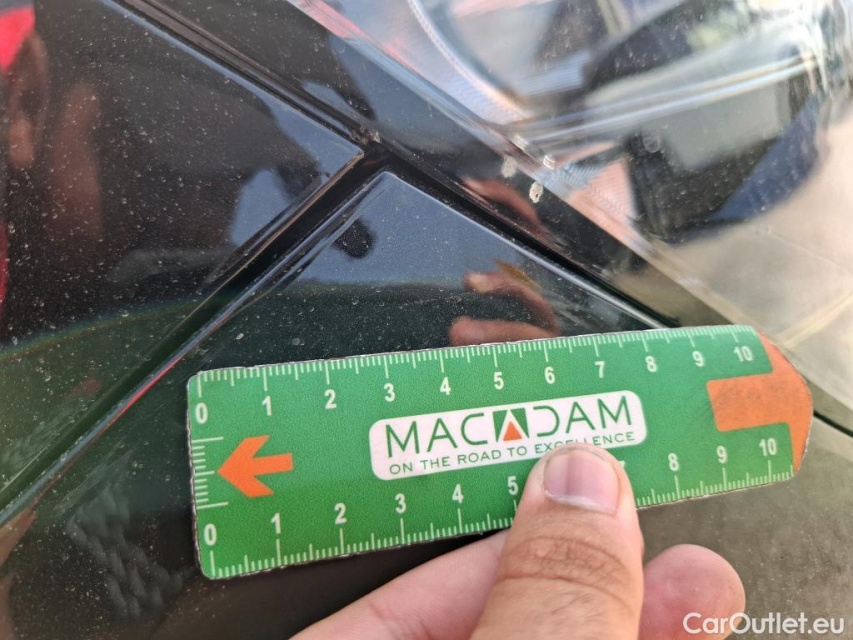 0 1 2 3 4 5 6 7 8 9 10
MACADAM
ON THE ROAD TO EXCELLENCE
0 1 2 3 4 5 8 9 10
CarOutlet.eu